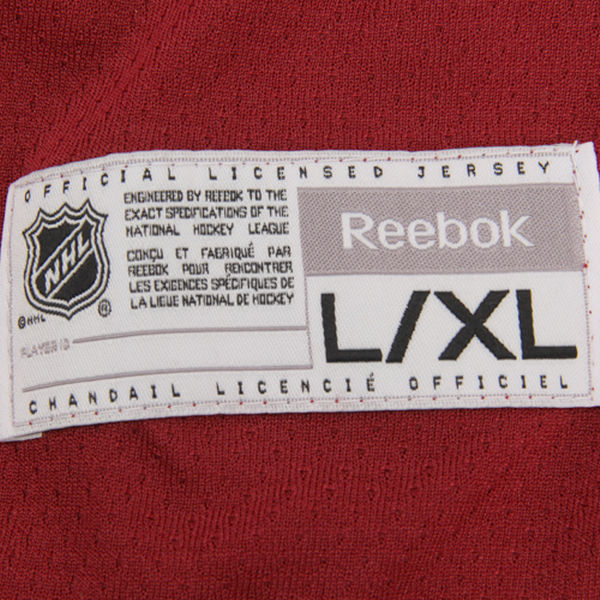 OFFICIAL LICENSED JERSEY
NHL
©NHL ®
ENGINEERED BY REEBOK TO THE
EXACT SPECIFICATIONS OF THE
NATIONAL HOCKEY LEAGUE
CONÇU ET FABRIQUÉ PAR
REEBOK POUR RENCONTRER
LES EXIGENCES SPÉCIFIQUES DE
LA LIGUE NATIONAL DE HOCKEY
PLAYER ID
Reebok
L/XL
CHANDAIL LICENCIÉ OFFICIEL